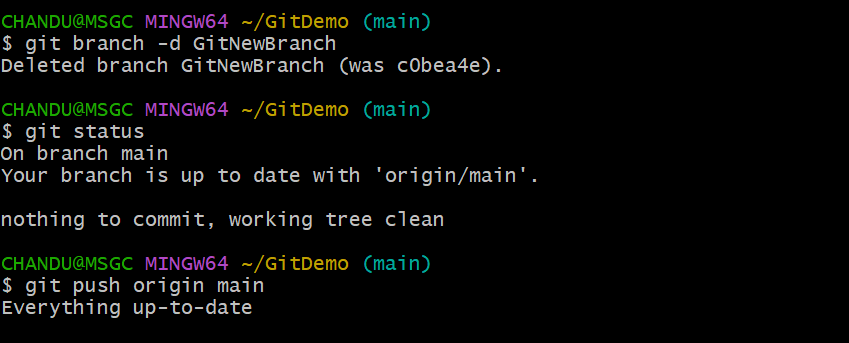 CHANDU@MSGC MINGW64 ~/GitDemo (main)
$ git branch -d GitNewBranch
Deleted branch GitNewBranch (was c0bea4e).
CHANDU@MSGC MINGW64 ~/GitDemo (main)
$ git status
On branch main
Your branch is up to date with 'origin/main'.
nothing to commit, working tree clean
CHANDU@MSGC MINGW64 ~/GitDemo (main)
$ git push origin main
Everything up-to-date